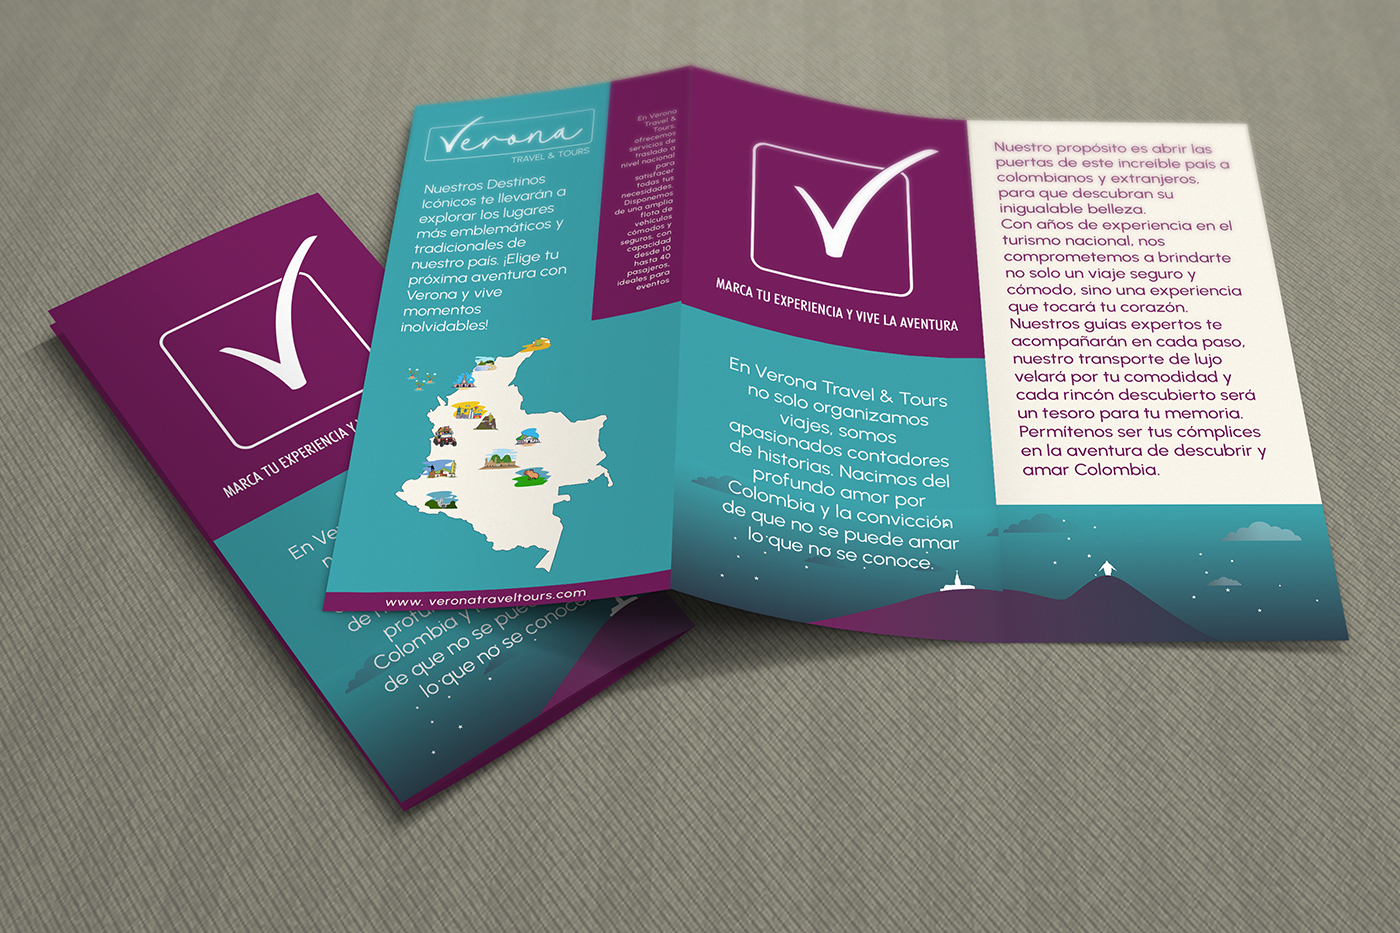 Verona
TRAVEL & TOURS
Nuestros Destinos
Icónicos te llevarán a
explorar los lugares
más emblemáticos y
tradicionales de
nuestro país. ¡Elige tu
próxima aventura con
Verona y vive
momentos
inolvidables!
www. veronatraveltours.com
En Verona
Travel &
Tours,
ofrecemos
servicios de
traslado a
nivel nacional
para
satisfacer
todas tus
necesidades.
Disponemos
de una amplia
flota de
vehículos
cómodos y
seguros, con
capacidad
desde 10
hasta 40
pasajeros,
ideales para
eventos
MARCA TU EXPERIENCIA Y VIVE LA AVENTURA
En Verona Travel & Tours
no solo organizamos
viajes, somos
apasionados contadores
de historias. Nacimos del
profundo amor por
Colombia y la convicción
de que no se puede amar
lo que no se conoce.
Nuestro propósito es abrir las
puertas de este increíble país a
colombianos y extranjeros,
para que descubran su
inigualable belleza.
Con años de experiencia en el
turismo nacional, nos
comprometemos a brindarte
no solo un viaje seguro y
cómodo, sino una experiencia
que tocará tu corazón.
Nuestros guías expertos te
acompañarán en cada paso,
nuestro transporte de lujo
velará por tu comodidad y
cada rincón descubierto será
un tesoro para tu memoria.
Permítenos ser tus cómplices
en la aventura de descubrir y
amar Colombia.
MARCA TU EXPERIENCIA Y
En
de
Colombia
de que no se
lo que no se conoce.